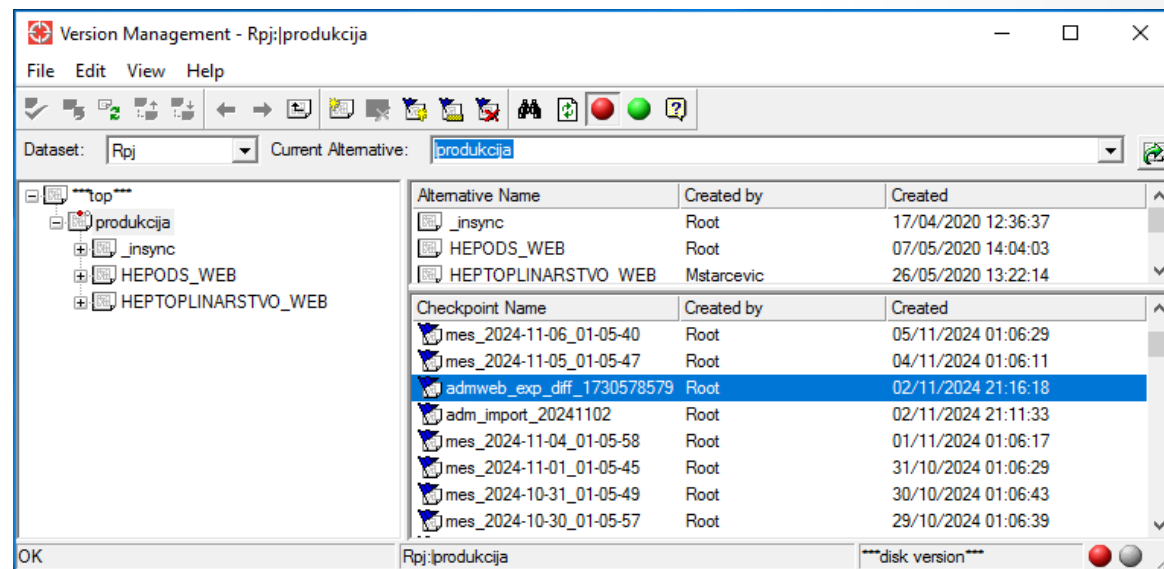 Version Management - Rpj:|produkcija
File Edit View Help
Dataset: Rpj Current Alternative: |produkcija
***top***
produkcija
_insync
HEPODS_WEB
HEPTOPLINARSTVO_WEB
Alternative Name Created by Created
_insync Root 17/04/2020 12:36:37
HEPODS_WEB Root 07/05/2020 14:04:03
HEPTOPLINARSTVO_WEB Mstarcevic 26/05/2020 13:22:14
Checkpoint Name Created by Created
mes_2024-11-06_01-05-40 Root 05/11/2024 01:06:29
mes_2024-11-05_01-05-47 Root 04/11/2024 01:06:11
admweb_exp_diff_1730578579 Root 02/11/2024 21:16:18
adm_import_20241102 Root 02/11/2024 21:11:33
mes_2024-11-04_01-05-58 Root 01/11/2024 01:06:17
mes_2024-11-01_01-05-45 Root 31/10/2024 01:06:29
mes_2024-10-31_01-05-49 Root 30/10/2024 01:06:43
mes_2024-10-30_01-05-57 Root 29/10/2024 01:06:39
OK Rpj:|produkcija ***disk version***